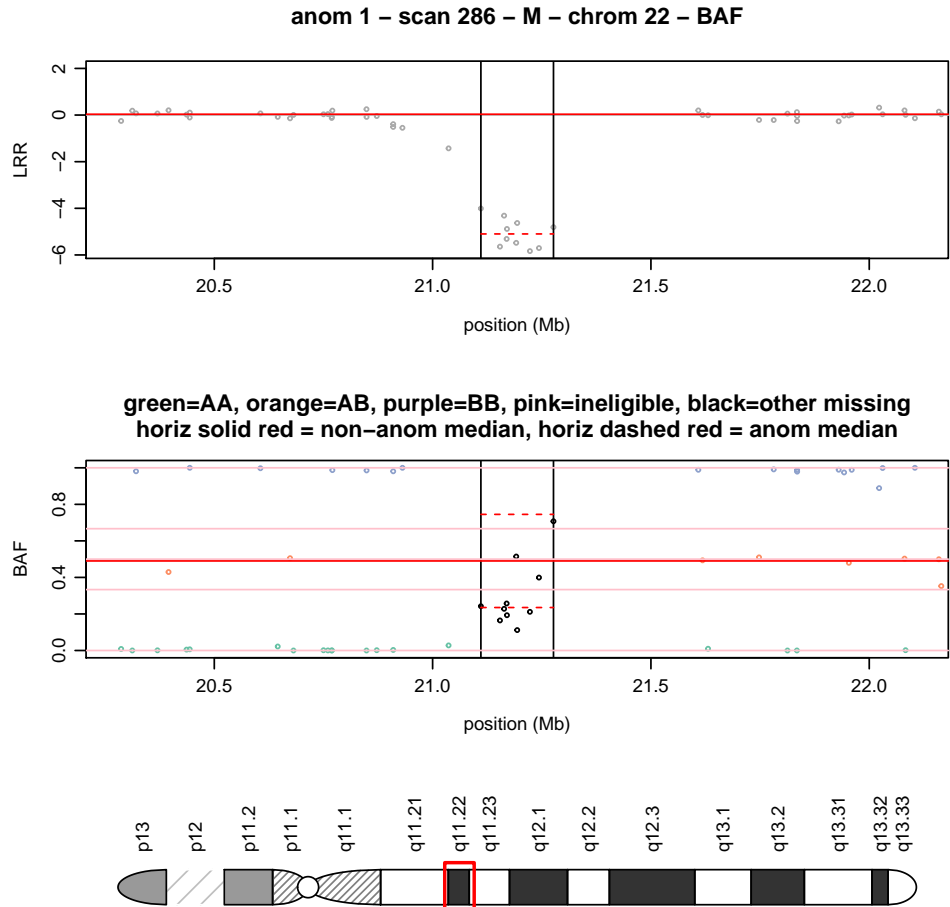 anom 1 − scan 286 − M − chrom 22 − BAF
2
0
−2
−4
−6
LRR
20.5 21.0 21.5 22.0
position (Mb)
green=AA, orange=AB, purple=BB, pink=ineligible, black=other missing
horiz solid red = non−anom median, horiz dashed red = anom median
0.8
0.4
0.0
BAF
20.5 21.0 21.5 22.0
position (Mb)
p13 p12 p11.2 p11.1 q11.1 q11.21 q11.22 q11.23 q12.1 q12.2 q12.3 q13.1 q13.2 q13.31 q13.32 q13.33